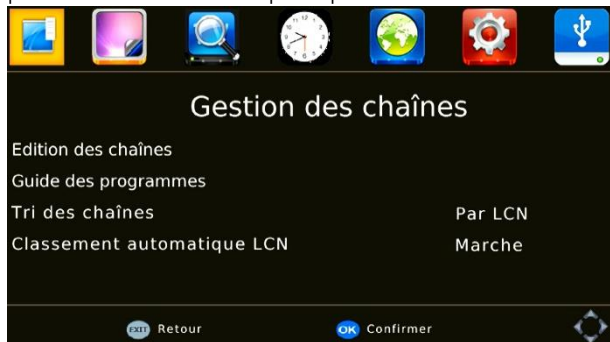 Gestion des chaînes
Edition des chaînes
Guide des programmes
Tri des chaînes Par LCN
Classement automatique LCN Marche
EXIT Retour OK Confirmer